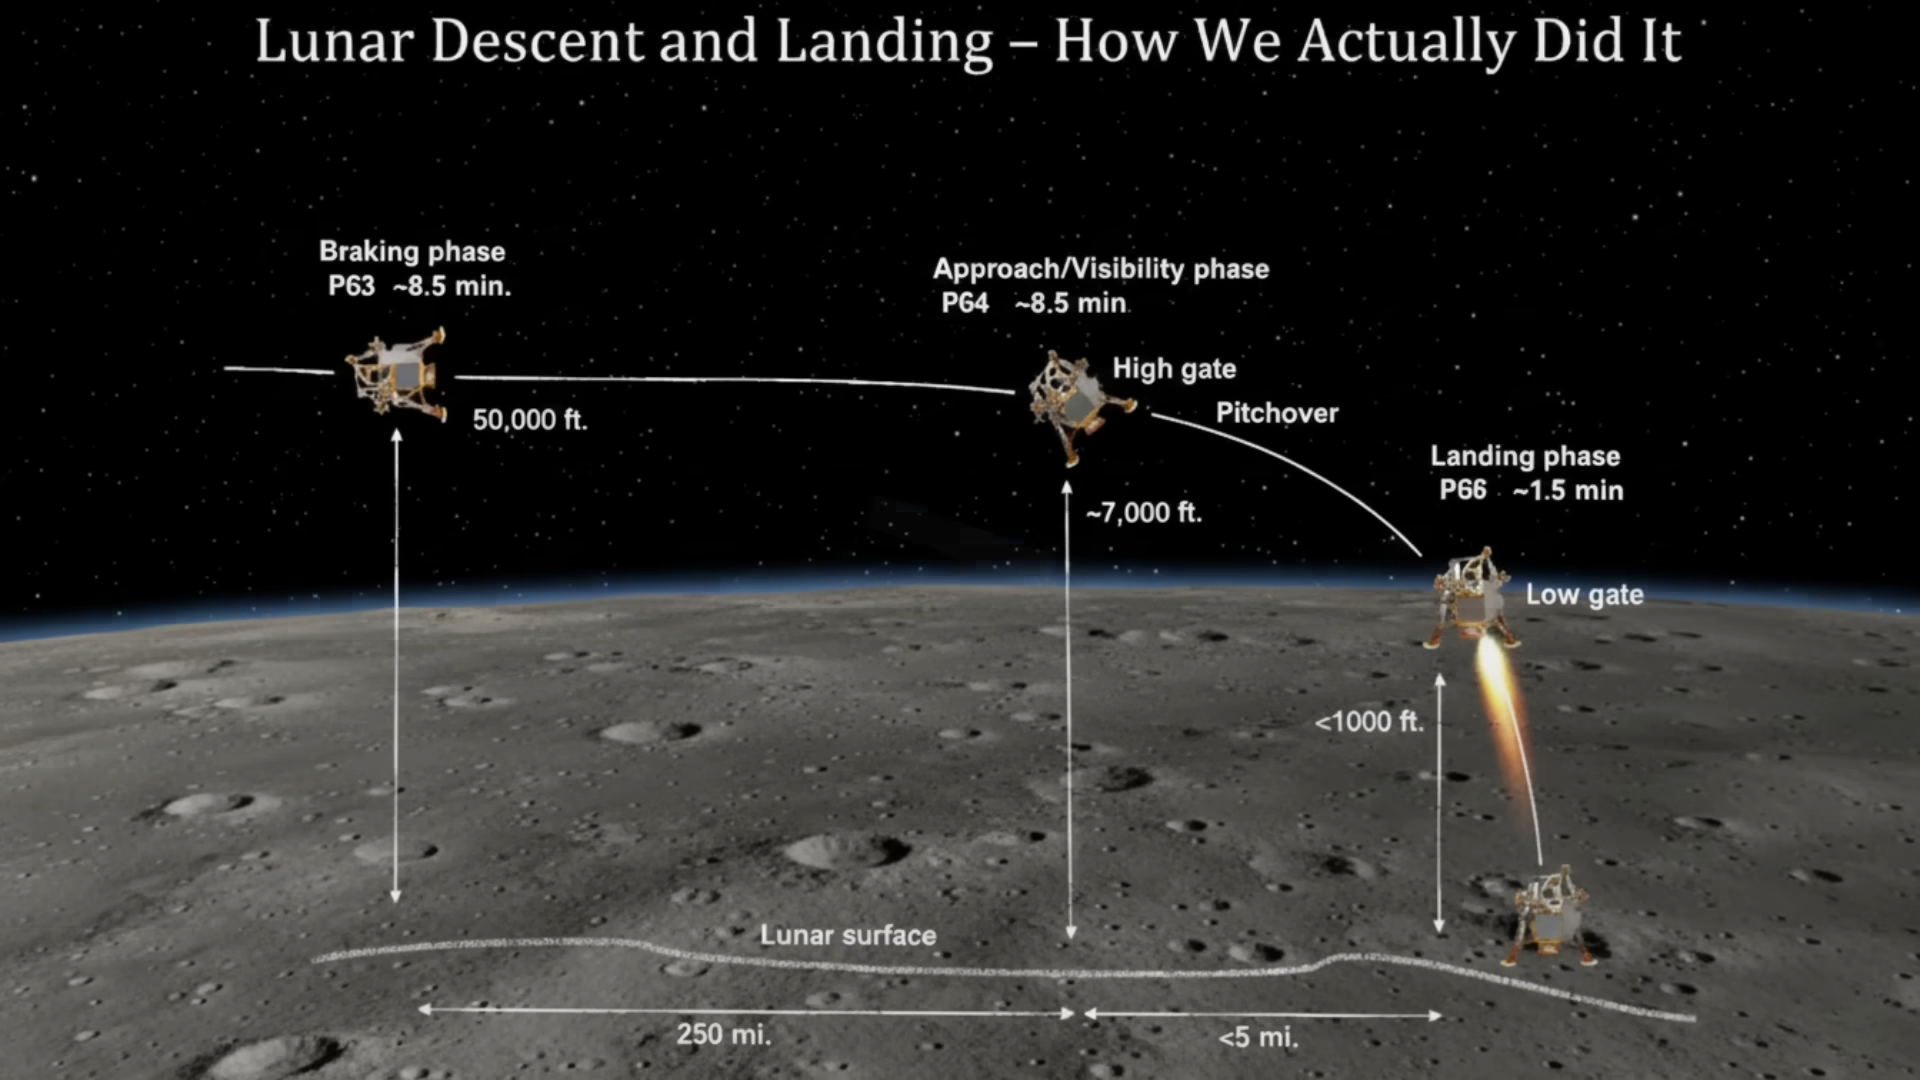 Lunar Descent and Landing – How We Actually Did It
Braking phase
P63 ~8.5 min.
Approach/Visibility phase
P64 ~8.5 min
High gate
Pitchover
50,000 ft.
Landing phase
P66 ~1.5 min
~7,000 ft.
Low gate
<1000 ft.
Lunar surface
250 mi.
<5 mi.